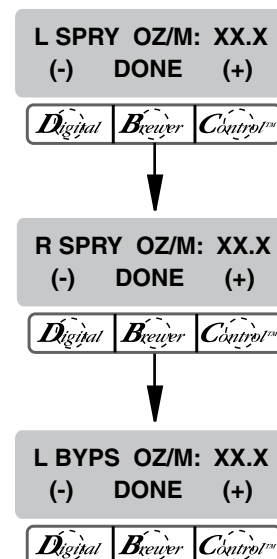 L SPRY OZ/M: XX.X
(-) DONE (+)
Digital Brewer Control™
R SPRY OZ/M: XX.X
(-) DONE (+)
Digital Brewer Control™
L BYPS OZ/M: XX.X
(-) DONE (+)
Digital Brewer Control™